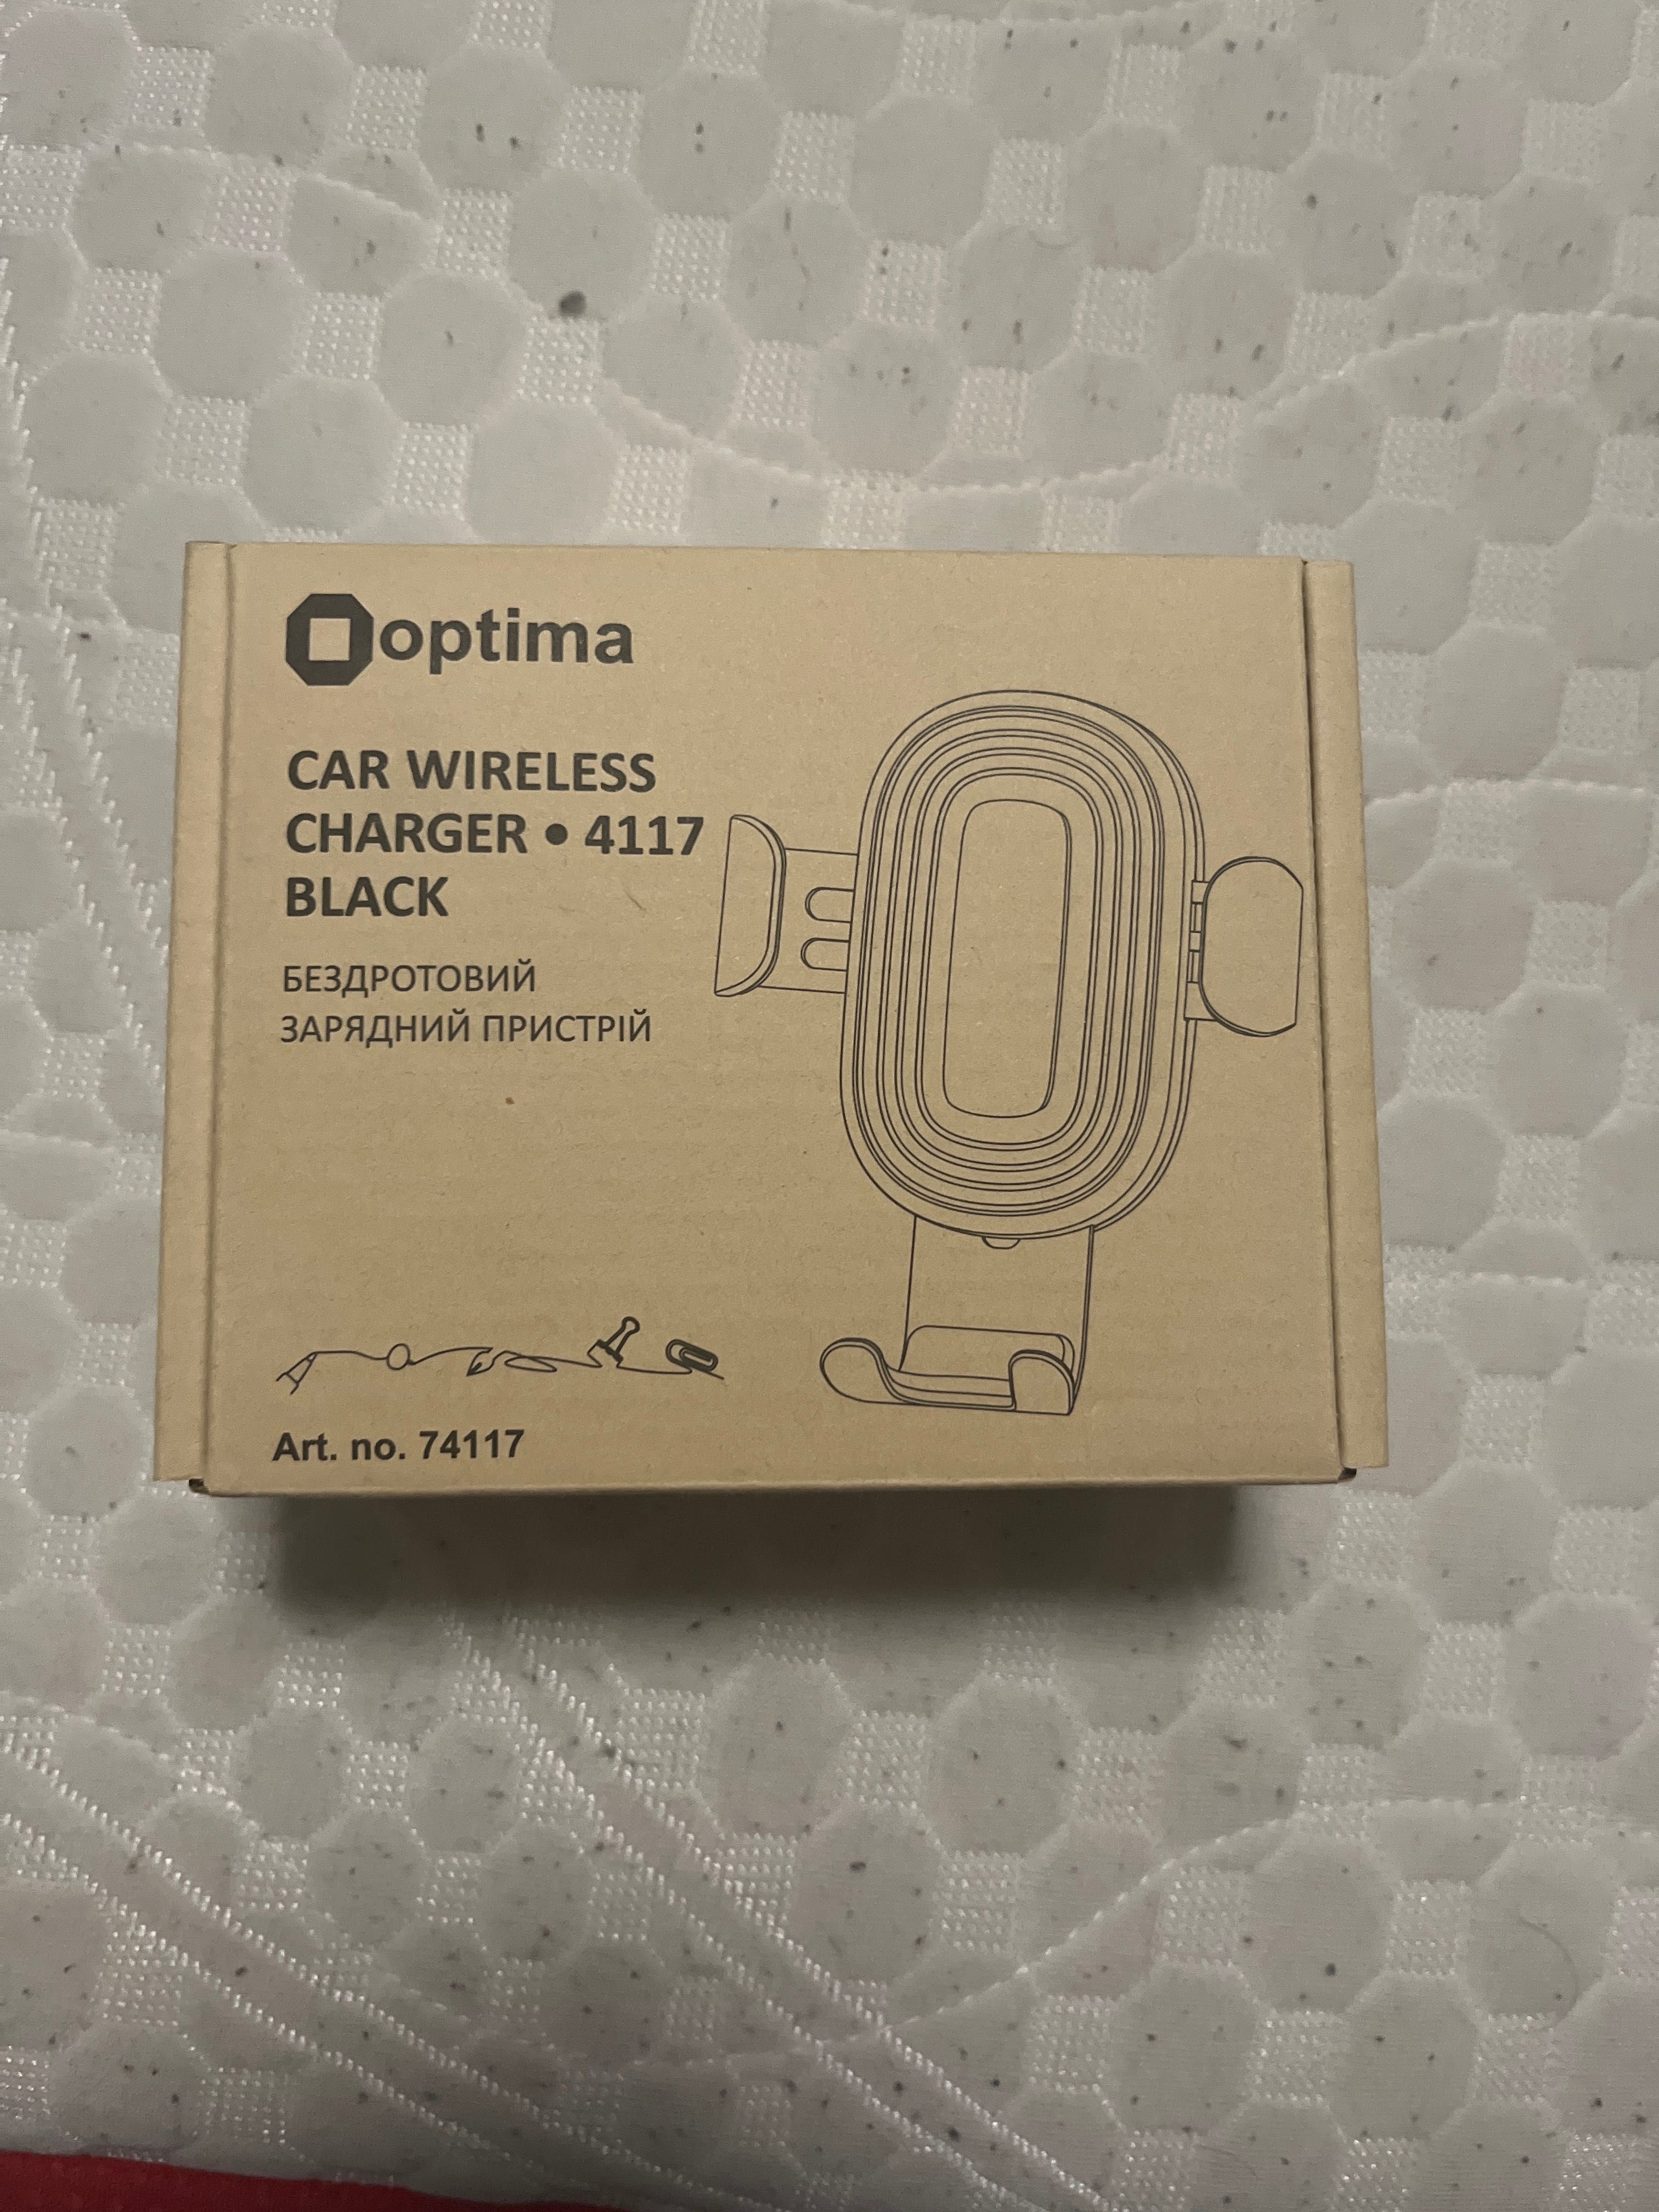 optima
CAR WIRELESS
CHARGER • 4117
BLACK
БЕЗДРОТОВИЙ
ЗАРЯДНИЙ ПРИСТРІЙ
Art. no. 74117